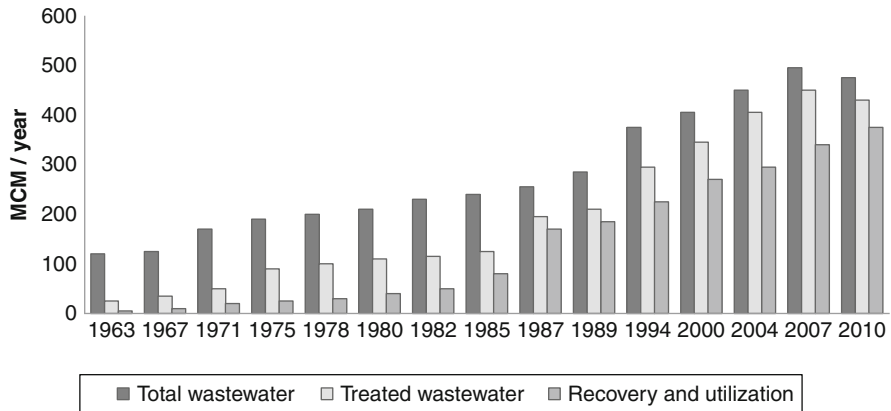 MCM / year
600
500
400
300
200
100
0
1963 1967 1971 1975 1978 1980 1982 1985 1987 1989 1994 2000 2004 2007 2010
Total wastewater Treated wastewater Recovery and utilization